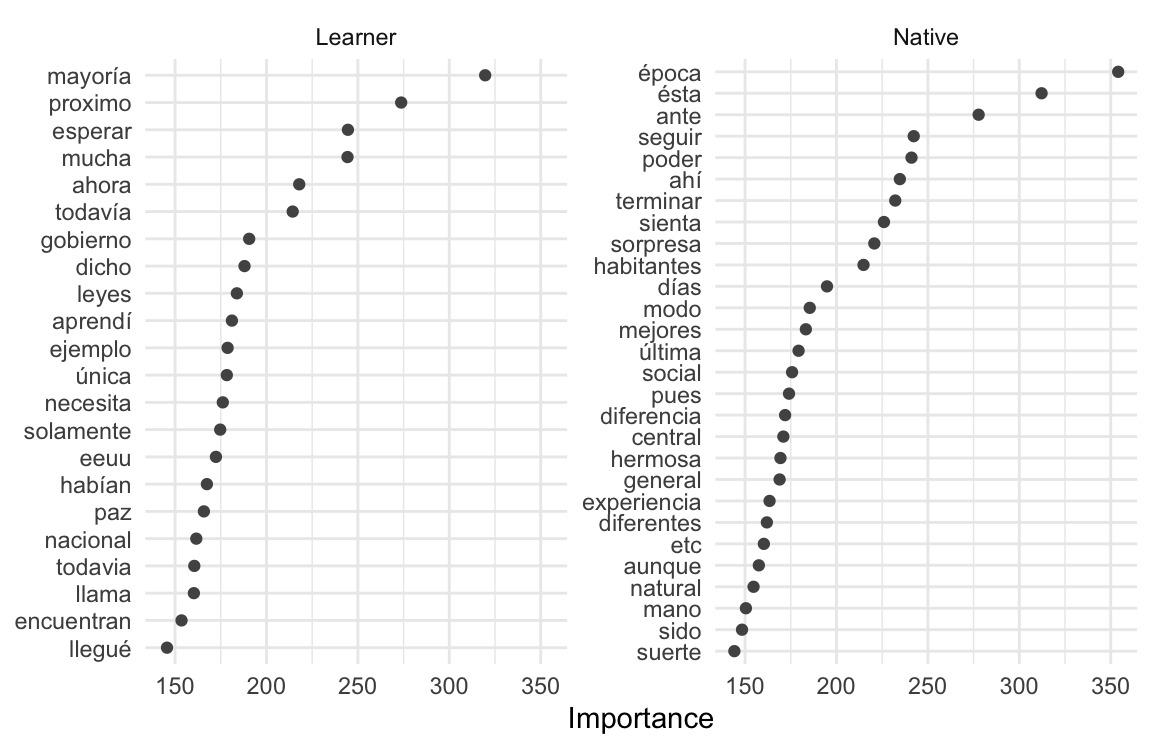 Learner
mayoría
proximo
esperar
mucha
ahora
todavía
gobierno
dicho
leyes
aprendí
ejemplo
única
necesita
solamente
eeuu
habían
paz
nacional
todavia
llama
encuentran
llegué
150 200 250 300 350
Native
época
ésta
ante
seguir
poder
ahí
terminar
sienta
sorpresa
habitantes
días
modo
mejores
última
social
pues
diferencia
central
hermosa
general
experiencia
diferentes
etc
aunque
natural
mano
sido
suerte
150 200 250 300 350
Importance